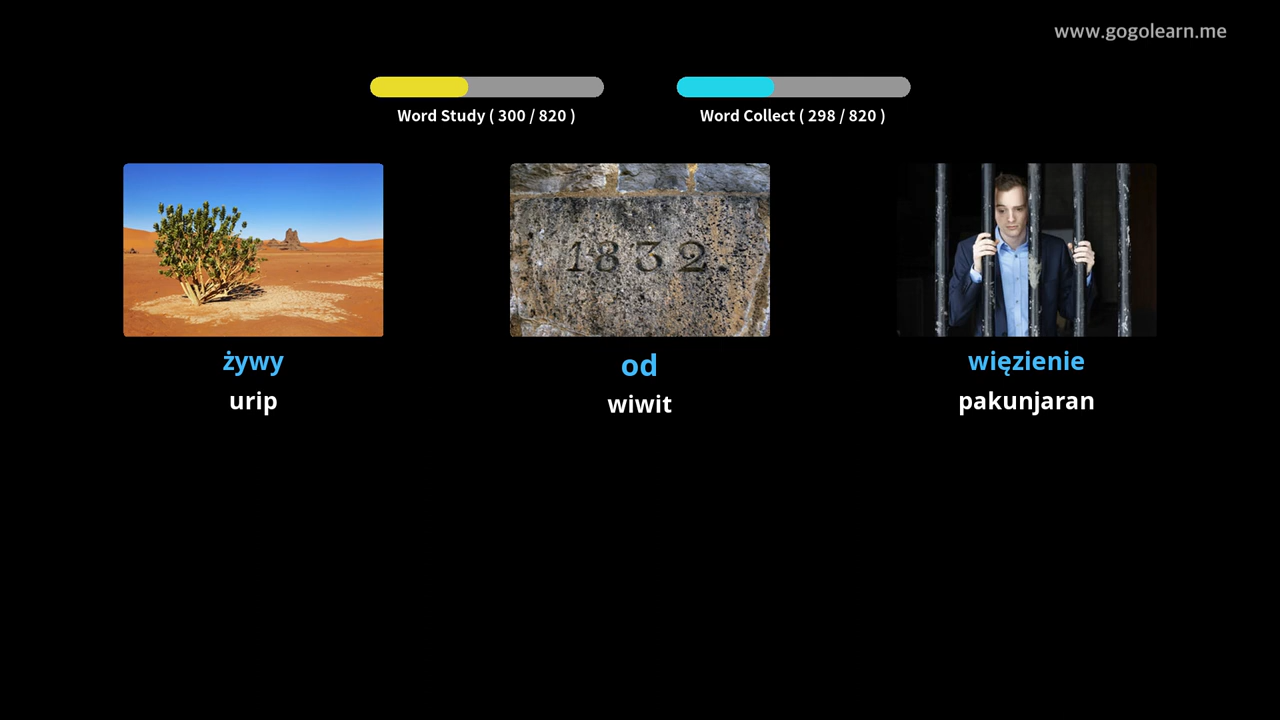 www.gogolearn.me
Word Study ( 300 / 820 )
Word Collect ( 298 / 820 )
1832
żywy
urip
od
wiwit
więzienie
pakunjaran